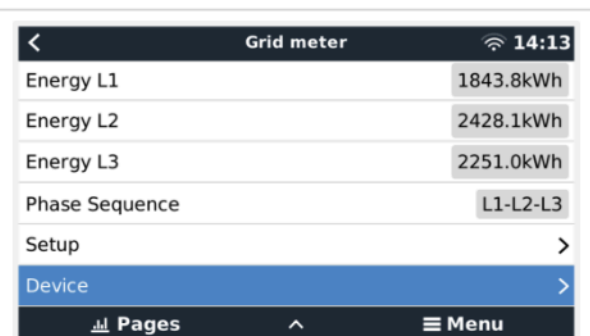 Grid meter 14:13
Energy L1 1843.8kWh
Energy L2 2428.1kWh
Energy L3 2251.0kWh
Phase Sequence L1-L2-L3
Setup
Device
Pages Menu